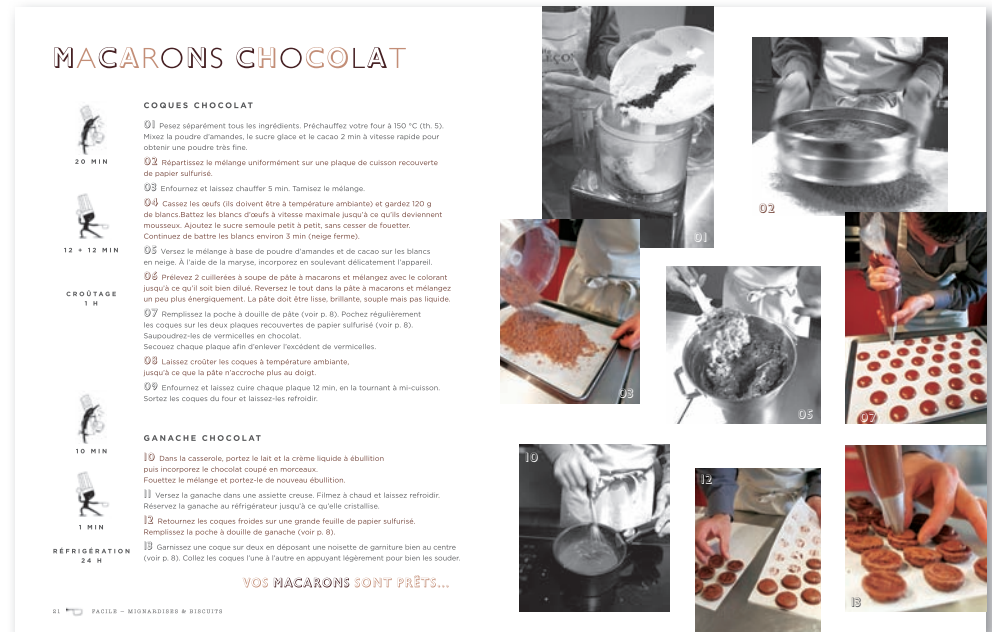 MACARONS CHOCOLAT
20 MIN
12 + 12 MIN
CROÛTAGE
1 H
COQUES CHOCOLAT
01 Pesez séparément tous les ingrédients. Préchauffez votre four à 150 °C (th. 5).
Mixez la poudre d'amandes, le sucre glace et le cacao 2 min à vitesse rapide pour
obtenir une poudre très fine.
02 Répartissez le mélange uniformément sur une plaque de cuisson recouverte
de papier sulfurisé.
03 Enfournez et laissez chauffer 5 min. Tamisez le mélange.
04 Cassez les œufs (ils doivent être à température ambiante) et gardez 120 g
de blancs.Battez les blancs d'œufs à vitesse maximale jusqu'à ce qu'ils deviennent
mousseux. Ajoutez le sucre semoule petit à petit, sans cesser de fouetter.
Continuez de battre les blancs environ 3 min (neige ferme).
05 Versez le mélange à base de poudre d'amandes et de cacao sur les blancs
en neige. À l'aide de la maryse, incorporez en soulevant délicatement l'appareil.
06 Prélevez 2 cuillerées à soupe de pâte à macarons et mélangez avec le colorant
jusqu'à ce qu'il soit bien dilué. Reversez le tout dans la pâte à macarons et mélangez
un peu plus énergiquement. La pâte doit être lisse, brillante, souple mais pas liquide.
07 Remplissez la poche à douille de pâte (voir p. 8). Pochez régulièrement
les coques sur les deux plaques recouvertes de papier sulfurisé (voir p. 8).
Saupoudrez-les de vermicelles en chocolat.
Secouez chaque plaque afin d'enlever l'excédent de vermicelles.
08 Laissez croûter les coques à température ambiante,
jusqu'à ce que la pâte n'accroche plus au doigt.
09 Enfournez et laissez cuire chaque plaque 12 min, en la tournant à mi-cuisson.
Sortez les coques du four et laissez-les refroidir.
10 MIN
1 MIN
RÉFRIGÉRATION
24 H
GANACHE CHOCOLAT
10 Dans la casserole, portez le lait et la crème liquide à ébullition
puis incorporez le chocolat coupé en morceaux.
Fouettez le mélange et portez-le de nouveau ébullition.
11 Versez la ganache dans une assiette creuse. Filmez à chaud et laissez refroidir.
Réservez la ganache au réfrigérateur jusqu'à ce qu'elle cristallise.
12 Retournez les coques froides sur une grande feuille de papier sulfurisé.
Remplissez la poche à douille de ganache (voir p. 8).
13 Garnissez une coque sur deux en déposant une noisette de garniture bien au centre
(voir p. 8). Collez les coques l'une à l'autre en appuyant légèrement pour bien les souder.
VOS MACARONS SONT PRÊTS...
21 FACILE – MIGNARDISES & BISCUITS
01
02
03
05
07
10
12
13